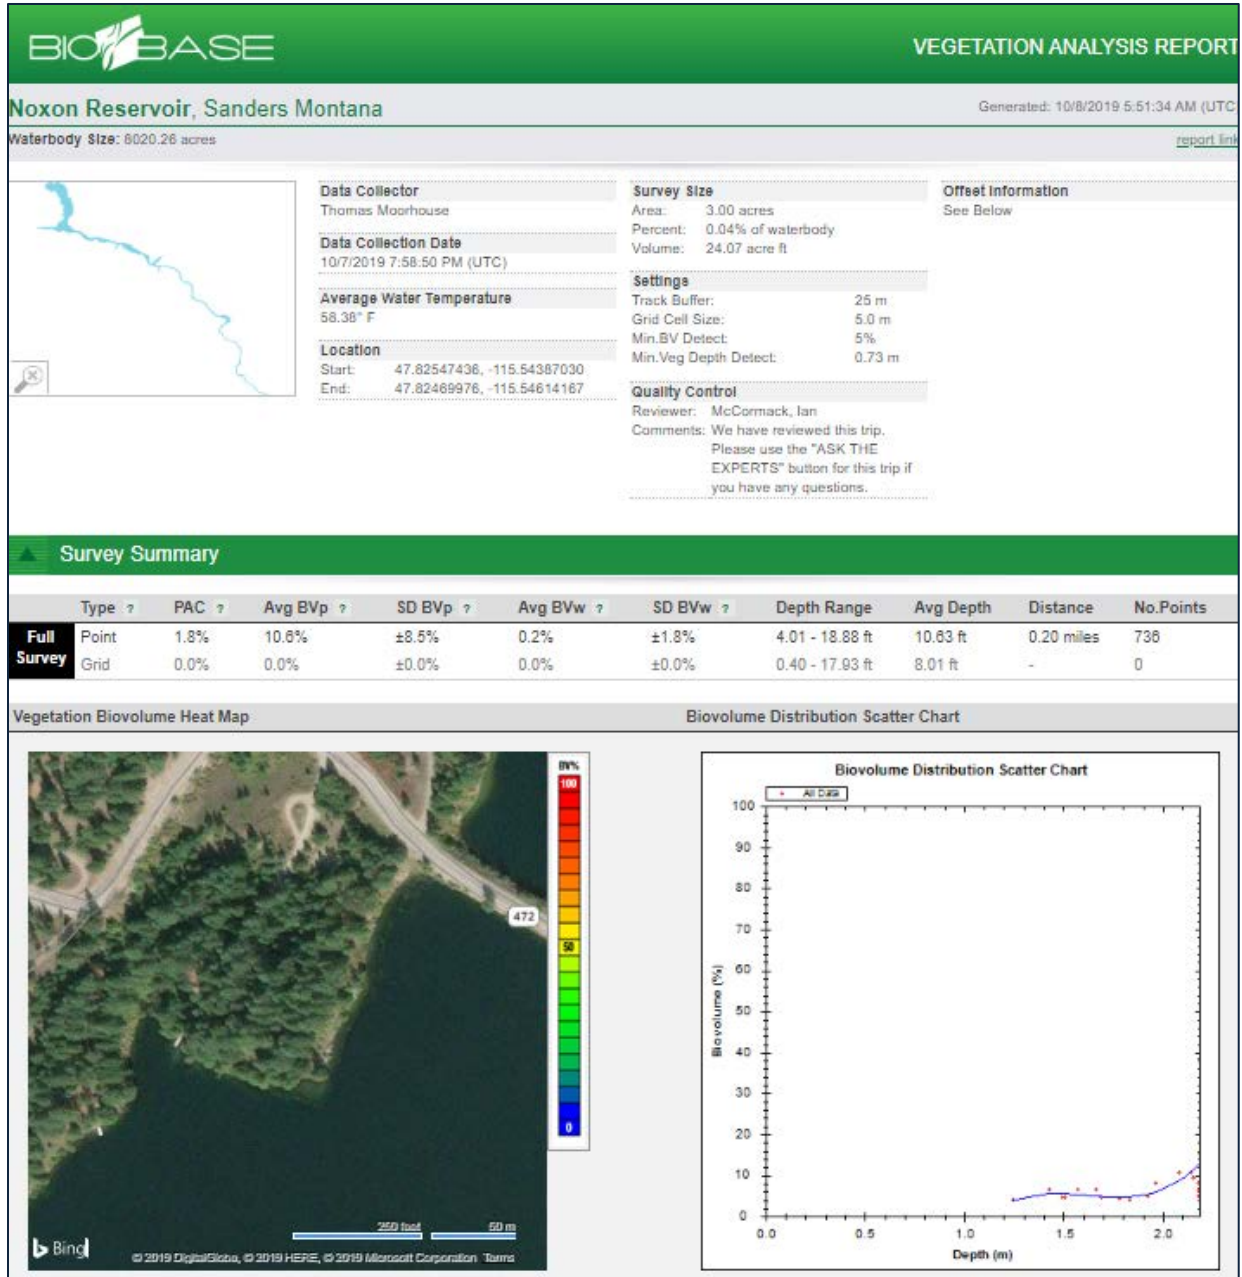 BIOBASE
VEGETATION ANALYSIS REPORT
Noxon Reservoir, Sanders Montana
Generated: 10/8/2019 5:51:34 AM (UTC
Waterbody Size: 8020.26 acres
report link
Data Collector
Thomas Moorhouse
Data Collection Date
10/7/2019 7:58:50 PM (UTC)
Average Water Temperature
58.38° F
Location
Start: 47.82547436, -115.54387030
End: 47.82469976, -115.54614167
Survey Size
Area: 3.00 acres
Percent: 0.04% of waterbody
Volume: 24.07 acre ft
Settings
Track Buffer: 25 m
Grid Cell Size: 5.0 m
Min.BV Detect: 5%
Min.Veg Depth Detect: 0.73 m
Quality Control
Reviewer: McCormack, Ian
Comments: We have reviewed this trip.
Please use the "ASK THE
EXPERTS" button for this trip if
you have any questions.
Offset Information
See Below
Survey Summary
Type ? PAC ? Avg BVp ? SD BVp ? Avg BVw ? SD BVw ? Depth Range Avg Depth Distance No.Points
Full Survey
Point 1.8% 10.6% ±8.5% 0.2% ±1.8% 4.01 - 18.88 ft 10.63 ft 0.20 miles 736
Grid 0.0% 0.0% ±0.0% 0.0% ±0.0% 0.40 - 17.93 ft 8.01 ft - 0
Vegetation Biovolume Heat Map
Biovolume Distribution Scatter Chart
BV%
100
50
0
472
250 feet 50 m
Bing
© 2019 DigitalGlobe, © 2019 HERE, © 2019 Microsoft Corporation Terms
Biovolume Distribution Scatter Chart
All Data
100
90
80
70
60
50
40
30
20
10
0
Biovolume (%)
0.0 0.5 1.0 1.5 2.0
Depth (m)